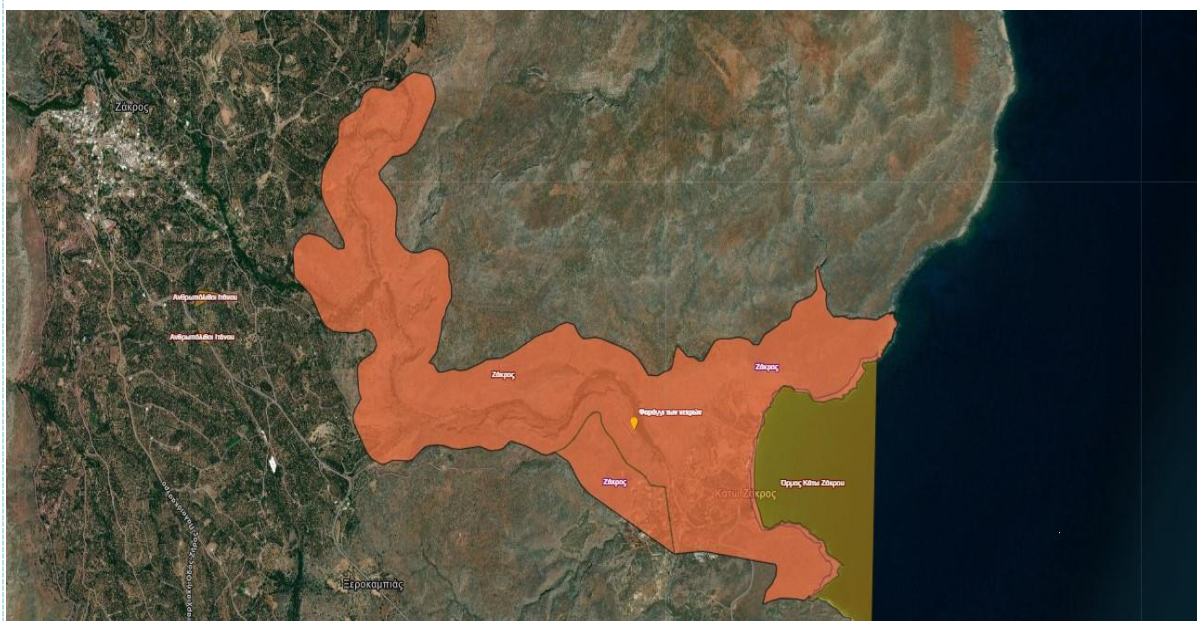 Ζάκρος
Ανθρωπόλιθοι Ιτάνου
Ανθρωπόλιθοι Ιτάνου
Ζάκρος
Ζάκρος
Φαράγγι των νεκρών
Ζάκρος
Κάτω Ζάκρος
Όρμος Κάτω Ζάκρου
Ξεροκαμπιάς